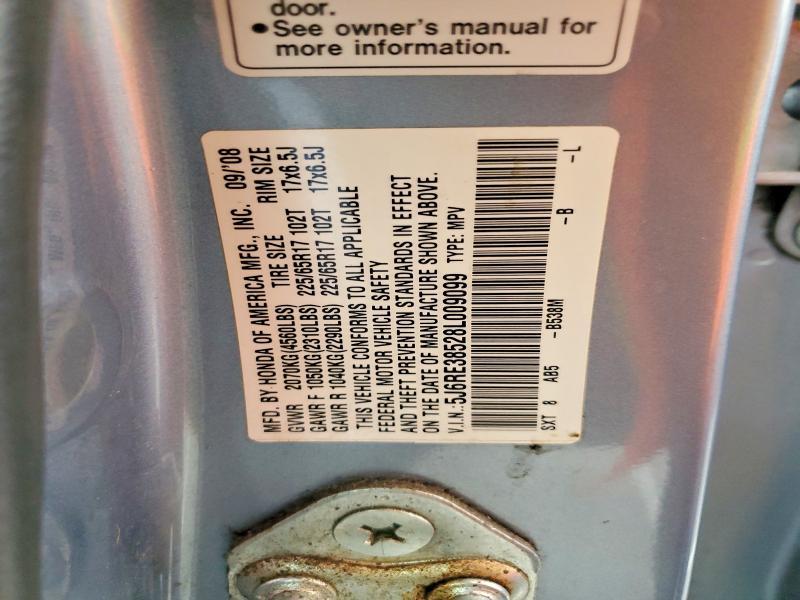 door.
● See owner's manual for
more information.
MFD. BY HONDA OF AMERICA MFG., INC. 09/'08
GVWR 2070KG(4560LBS) TIRE SIZE RIM SIZE
GAWR F 1050KG(2310LBS) 225/65R17 102T 17x6.5J
GAWR R 1040KG(2290LBS) 225/65R17 102T 17x6.5J
THIS VEHICLE CONFORMS TO ALL APPLICABLE
FEDERAL MOTOR VEHICLE SAFETY
AND THEFT PREVENTION STANDARDS IN EFFECT
ON THE DATE OF MANUFACTURE SHOWN ABOVE.
V.I.N.: 5J6RE38528L009099 TYPE: MPV
SXT 8 AB5 -B538M -B -L